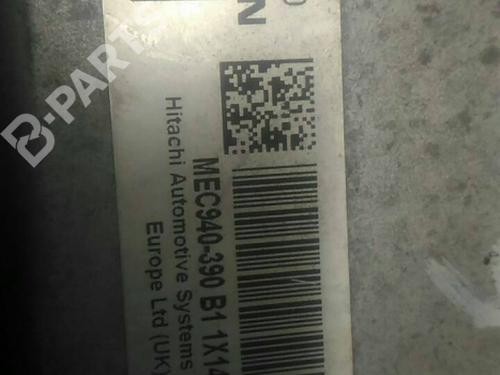 N
MEC940-390 B1 1X14
Hitachi Automotive Systems
Europe Ltd (UK)
B-PARTS